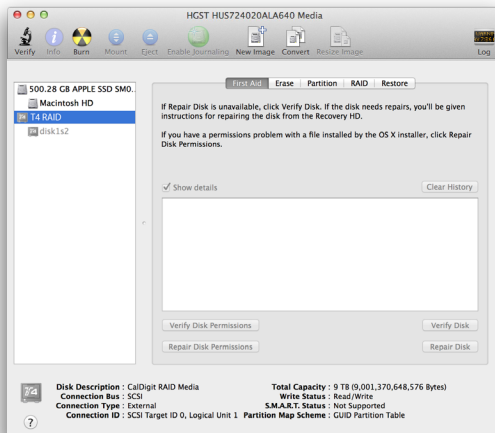 HGST HUS724020ALA640 Media
Verify Info Burn Mount Eject Enable Journaling New Image Convert Resize Image Log
500.28 GB APPLE SSD SM0...
Macintosh HD
T4 RAID
disk1s2
First Aid Erase Partition RAID Restore
If Repair Disk is unavailable, click Verify Disk. If the disk needs repairs, you'll be given
instructions for repairing the disk from the Recovery HD.
If you have a permissions problem with a file installed by the OS X installer, click Repair
Disk Permissions.
Show details
Clear History
Verify Disk Permissions
Verify Disk
Repair Disk Permissions
Repair Disk
Disk Description : CalDigit RAID Media
Connection Bus : SCSI
Connection Type : External
Connection ID : SCSI Target ID 0, Logical Unit 1
Total Capacity : 9 TB (9,001,370,648,576 Bytes)
Write Status : Read/Write
S.M.A.R.T. Status : Not Supported
Partition Map Scheme : GUID Partition Table
?